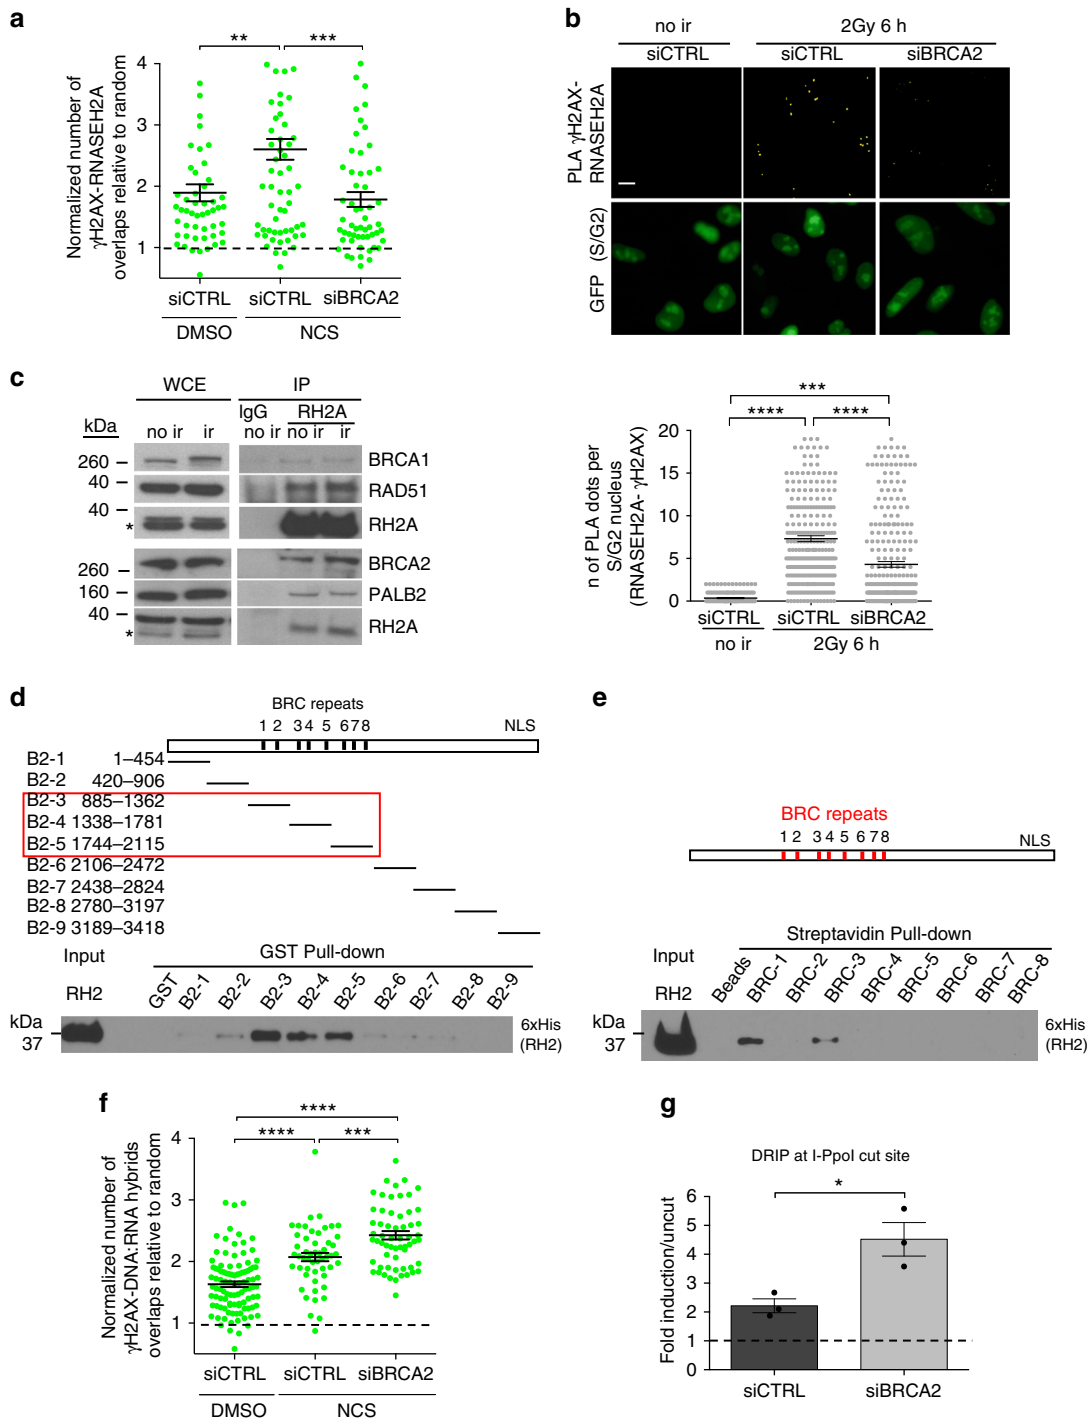 a
** ***
Normalized number of
γH2AX-RNASEH2A
overlaps relative to random
4
3
2
1
siCTRL siCTRL siBRCA2
DMSO NCS
b
no ir 2Gy 6 h
siCTRL siCTRL siBRCA2
PLA γH2AX-
RNASEH2A
GFP (S/G2)
***
**** ****
n of PLA dots per
S/G2 nucleus
(RNASEH2A- γH2AX)
20
15
10
5
0
siCTRL siCTRL siBRCA2
no ir 2Gy 6 h
c
WCE IP
IgG RH2A
kDa no ir ir no ir no ir ir
260 BRCA1
40 RAD51
40 RH2A
*
260 BRCA2
160 PALB2
40 RH2A
*
d
BRC repeats
1 2 3 4 5 6 7 8 NLS
B2-1 1–454
B2-2 420–906
B2-3 885–1362
B2-4 1338–1781
B2-5 1744–2115
B2-6 2106–2472
B2-7 2438–2824
B2-8 2780–3197
B2-9 3189–3418
Input GST Pull-down
RH2 GST B2-1 B2-2 B2-3 B2-4 B2-5 B2-6 B2-7 B2-8 B2-9
kDa
37
6xHis
(RH2)
e
BRC repeats
1 2 3 4 5 6 7 8 NLS
Streptavidin Pull-down
Input
RH2 Beads BRC-1 BRC-2 BRC-3 BRC-4 BRC-5 BRC-6 BRC-7 BRC-8
kDa
37
6xHis
(RH2)
f
****
**** ***
Normalized number of
γH2AX-DNA:RNA hybrids
overlaps relative to random
4
3
2
1
siCTRL siCTRL siBRCA2
DMSO NCS
g
DRIP at I-PpoI cut site
*
Fold induction/uncut
6
5
4
3
2
1
0
siCTRL siBRCA2